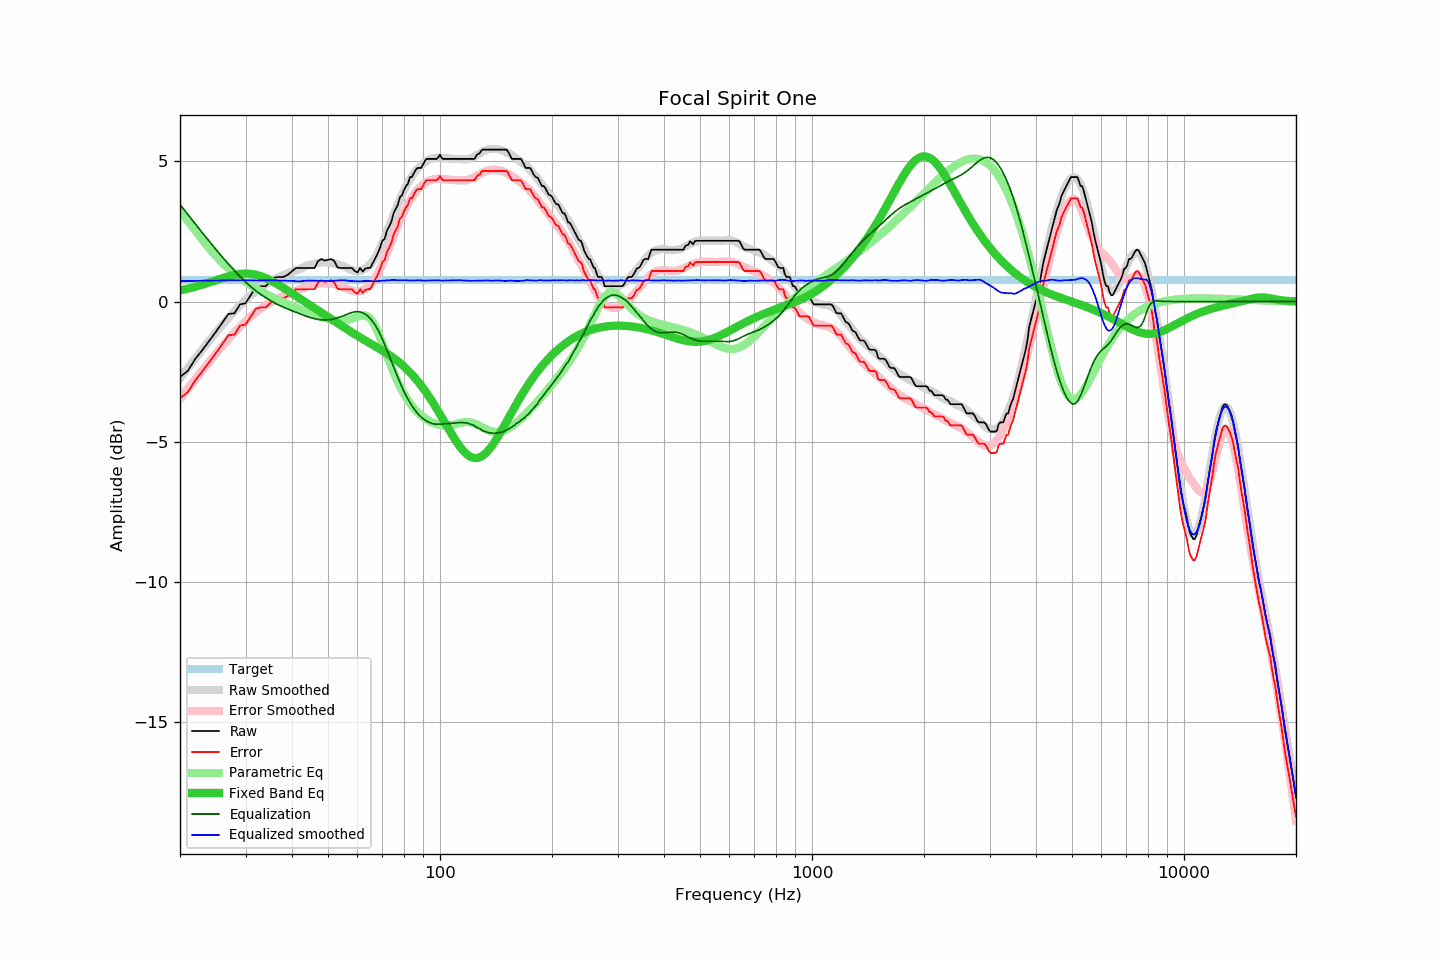 Focal Spirit One
5
0
−5
−10
−15
Amplitude (dBr)
Target
Raw Smoothed
Error Smoothed
Raw
Error
Parametric Eq
Fixed Band Eq
Equalization
Equalized smoothed
100 1000 10000
Frequency (Hz)